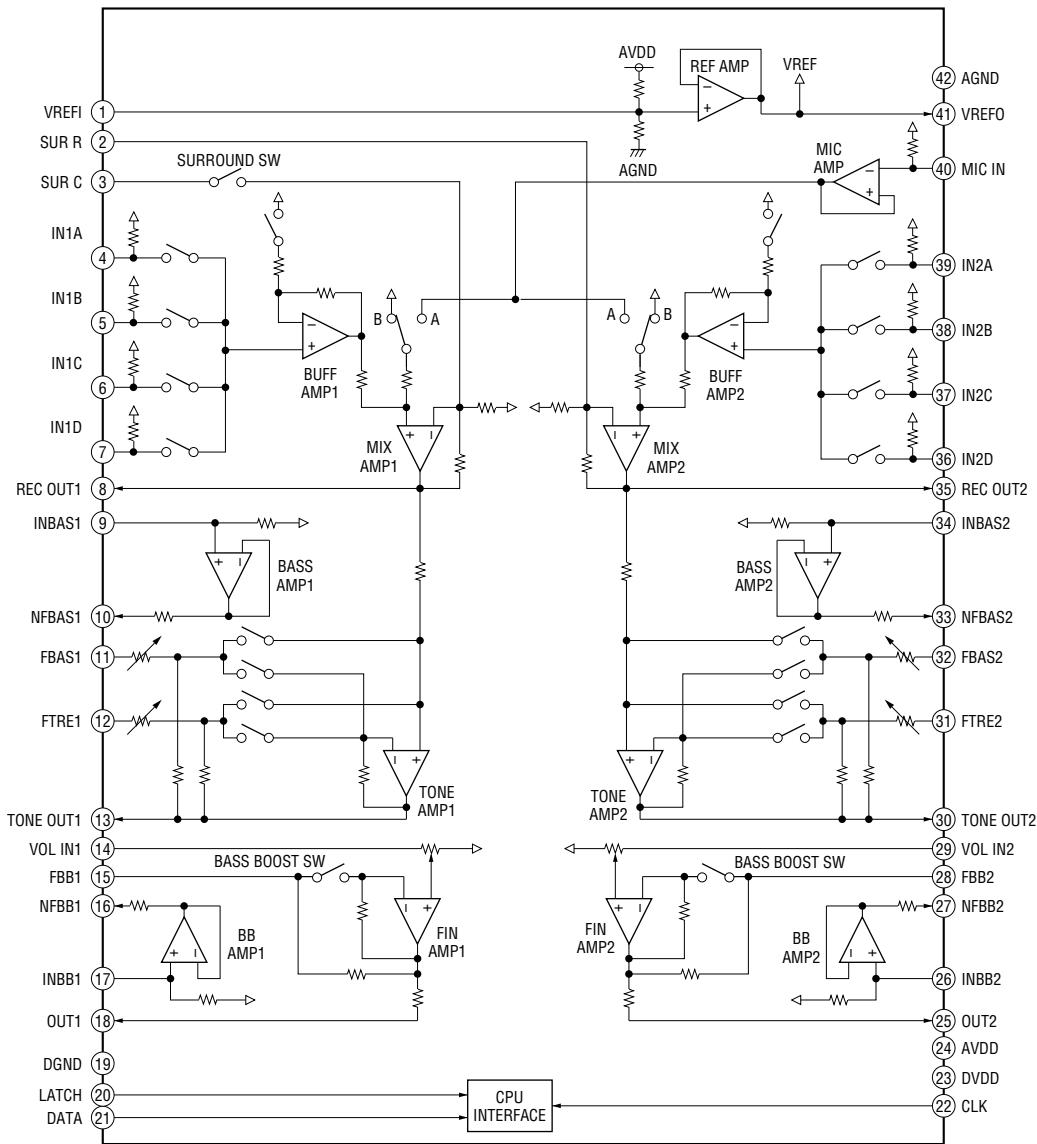 AVDD
REF AMP
VREF
42 AGND
VREFI 1
41 VREFO
SUR R 2
SURROUND SW
AGND
MIC
AMP
40 MIC IN
SUR C 3
IN1A
4
39 IN2A
IN1B
5
B
A
A
B
38 IN2B
BUFF
AMP1
BUFF
AMP2
IN1C
6
37 IN2C
IN1D
7
MIX
AMP1
MIX
AMP2
36 IN2D
REC OUT1 8
35 REC OUT2
INBAS1 9
34 INBAS2
BASS
AMP1
BASS
AMP2
NFBAS1 10
33 NFBAS2
FBAS1 11
32 FBAS2
FTRE1 12
31 FTRE2
TONE
AMP1
TONE
AMP2
TONE OUT1 13
30 TONE OUT2
VOL IN1 14
29 VOL IN2
BASS BOOST SW
BASS BOOST SW
FBB1 15
28 FBB2
NFBB1 16
27 NFBB2
BB
AMP1
FIN
AMP1
FIN
AMP2
BB
AMP2
INBB1 17
26 INBB2
OUT1 18
25 OUT2
24 AVDD
DGND 19
23 DVDD
LATCH 20
CPU
INTERFACE
22 CLK
DATA 21